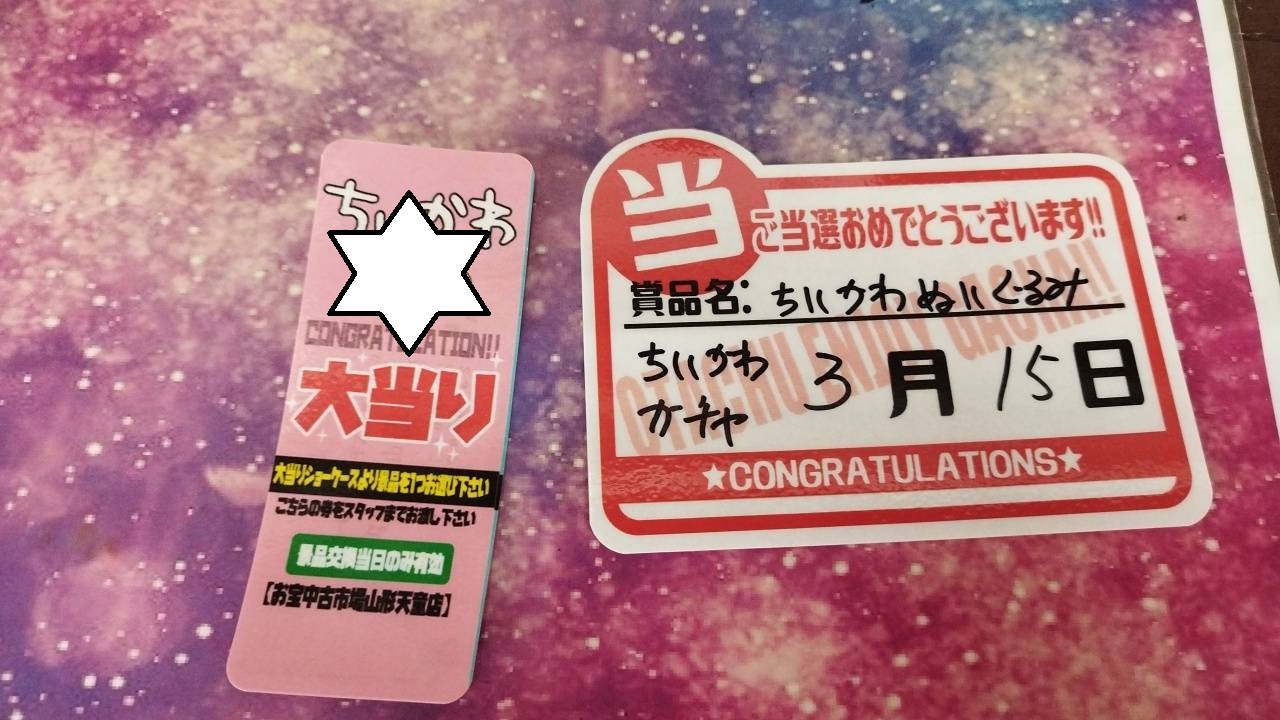 ちいかわ
CONGRATULATION!!
大当り
大当りショーケースより景品を1つお選び下さい
こちらの券をスタッフまでお渡し下さい
景品交換当日のみ有効
【お宝中古市場山形天童店】
当
ご当選おめでとうございます!!
賞品名: ちいかわぬいぐるみ
ちいかわ
ガチャ
3月15日
ENJOY GACHA!!
★CONGRATULATIONS★